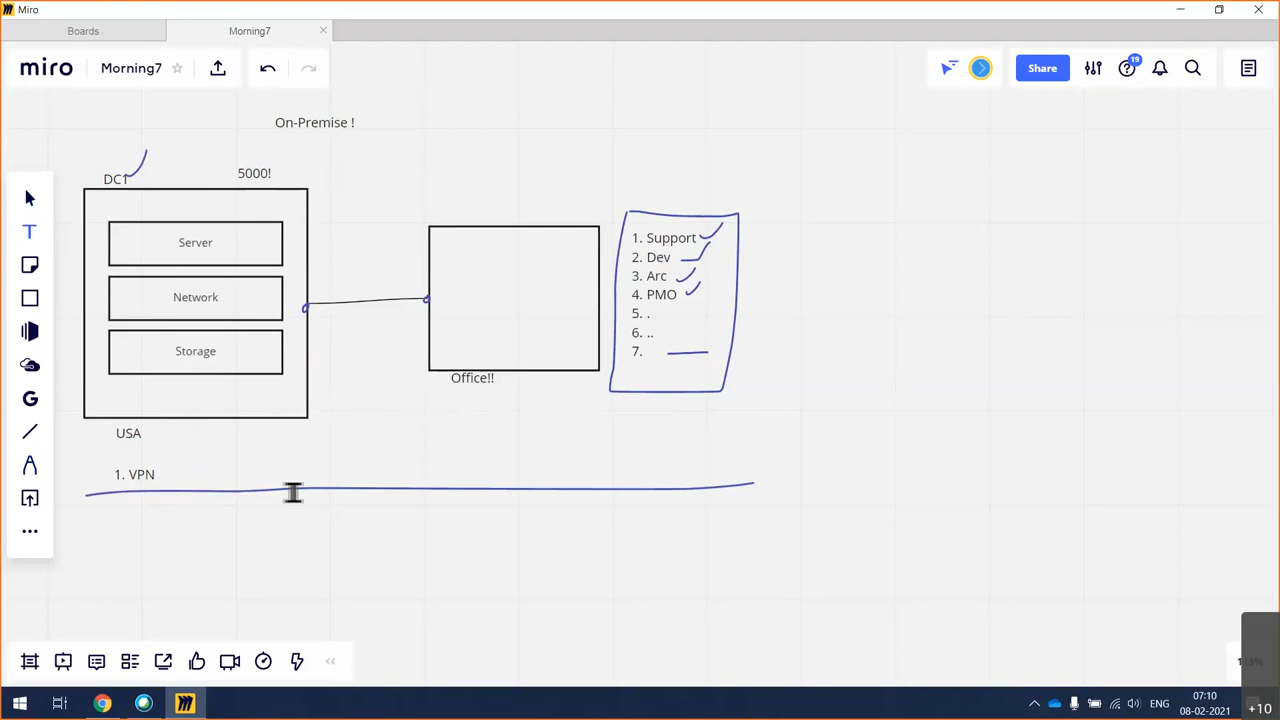 Miro
Boards
Morning7
miro
Morning7
Share
19
On-Premise !
DC1
5000!
Server
Network
Storage
USA
1. VPN
Office!!
1. Support
2. Dev
3. Arc
4. PMO
5. .
6. ..
7.
ENG
07:10
08-02-2021
+10